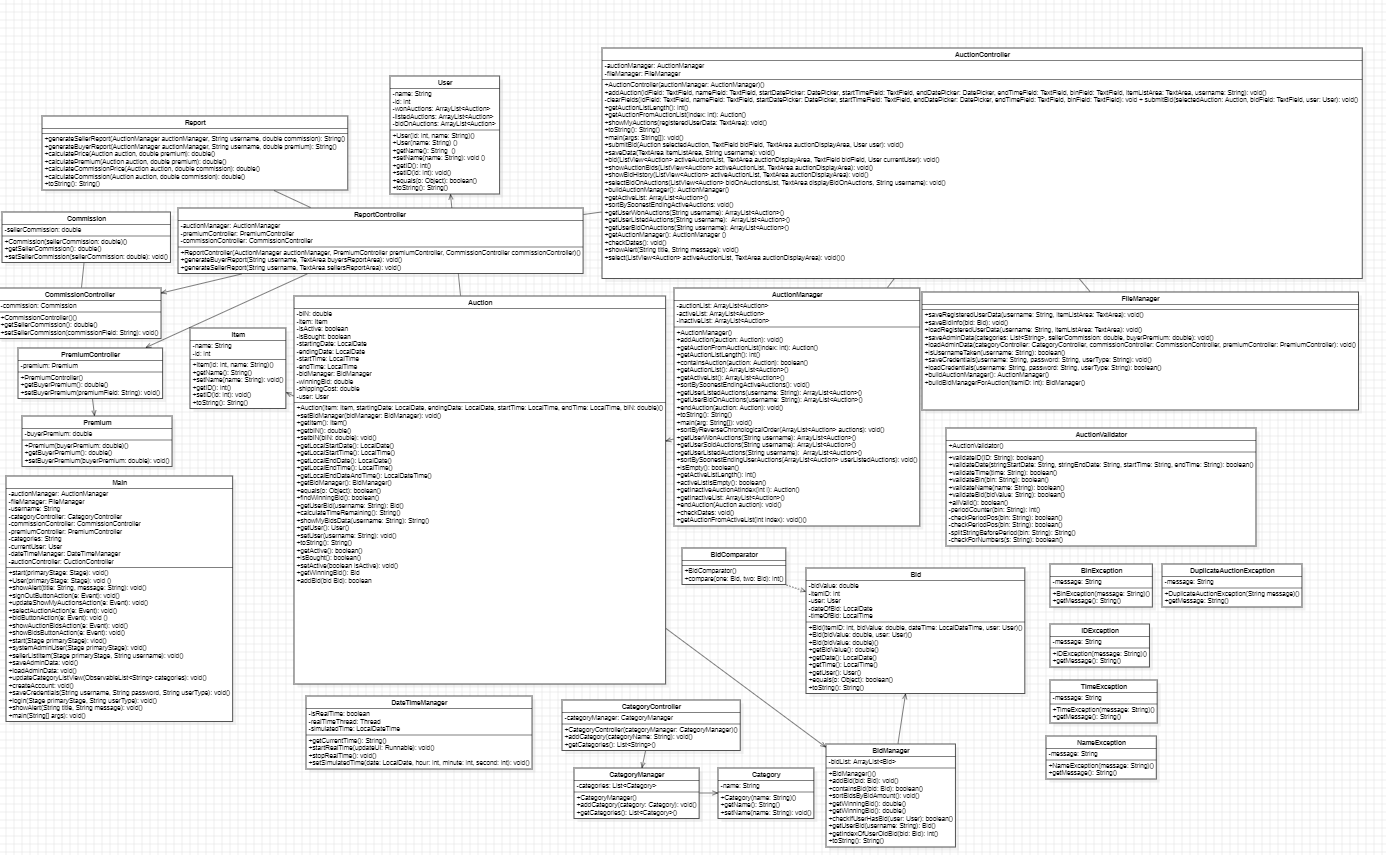 AuctionController
-auctionManager: AuctionManager
-fileManager: FileManager
+AuctionController(auctionManager: AuctionManager)()
+addAuction(idField: TextField, nameField: TextField, startDatePicker: DatePicker, startTimeField: TextField, endDatePicker: DatePicker, endTimeField: TextField, binField: TextField, itemListArea: TextArea, username: String): void()
-clearFields(idField: TextField, nameField: TextField, startDatePicker: DatePicker, startTimeField: TextField, endDatePicker: DatePicker, endTimeField: TextField, binField: TextField): void + submitBid(selectedAuction: Auction, bidField: TextField, user: User): void()
+getAuctionListLength(): int()
+getAuctionFromAuctionList(index: int): Auction()
+showMyAuctions(registeredUserData: TextArea): void()
+toString(): String()
+main(args: String[]): void()
+submitBid(Auction selectedAuction, TextField bidField, TextArea auctionDisplayArea, User user): void()
+saveData(TextArea itemListArea, String username): void()
+bid(ListView<Auction> activeAuctionList, TextArea auctionDisplayArea, TextField bidField, User currentUser): void()
+showAuctionBids(ListView<Auction> activeAuctionList, TextArea auctionDisplayArea): void()
+showBidHistory(ListView<Auction> activeAuctionList, TextArea auctionDisplayArea): void()
+selectBidOnAuctions(ListView<Auction> bidOnAuctionsList, TextArea displayBidOnAuctions, String username): void()
+buildAuctionManager(): AuctionManager()
+getActiveList: ArrayList<Auction>()
+sortBySoonestEndingActiveAuctions(): void()
+getUserWonAuctions(String username): ArrayList<Auction>()
+getUserListedAuctions(String username):  ArrayList<Auction>()
+getUserBidOnAuctions(String username): ArrayList<Auction>()
+getAuctionManager(): AuctionManager ()
+checkDates(): void()
+showAlert(String title, String message): void()
+select(ListView<Auction> activeAuctionList, TextArea auctionDisplayArea): void()()
User
-name: String
-id: int
-wonAuctions: ArrayList<Auction>
-listedAuctions: ArrayList<Auction>
-bidOnAuctions: ArrayList<Auction>
+User(id: int, name: String)()
+User(name: String) ()
+getName(): String  ()
+setName(name: String): void ()
+getID(): int()
+setID(id: int): void()
+equals(o: Object): boolean()
+toString(): String()
Report
+generateSellerReport(AuctionManager auctionManager, String username, double commission): String()
+generateBuyerReport(AuctionManager auctionManager, String username, double premium): String()
+calculatePrice(Auction auction, double premium): double()
+calculatePremium(Auction auction, double premium): double()
+calculateCommissionPrice(Auction auction, double commission): double()
+calculateCommission(Auction auction, double commission): double()
+toString(): String()
Commission
-sellerCommission: double
+Commission(sellerCommission: double)()
+getSellerCommission(): double()
+setSellerCommission(sellerCommission: double): void()
ReportController
-auctionManager: AuctionManager
-premiumController: PremiumController
-commissionController: CommissionController
+ReportController(AuctionManager auctionManager, PremiumController premiumController, CommissionController commissionController)()
+generateBuyerReport(String username, TextArea buyersReportArea): void()
+generateSellerReport(String username, TextArea sellersReportArea): void()
CommissionController
-commission: Commission
+CommissionController()()
+getSellerCommission(): double()
+setSellerCommission(commissionField: String): void()
PremiumController
-premium: Premium
+PremiumController()
+getBuyerPremium(): double()
+setBuyerPremium(premiumField: String): void()
Item
-name: String
-id: int
+Item(id: int, name: String)()
+getName(): String()
+setName(name: String): void()
+getID(): int()
+setID(id: int): void()
+toString(): String()
Premium
-buyerPremium: double
+Premium(buyerPremium: double)()
+getBuyerPremium(): double()
+setBuyerPremium(buyerPremium: double): void()
Auction
-biN: double
-item: Item
-isActive: boolean
-isBought: boolean
-startingDate: LocalDate
-endingDate: LocalDate
-startTime: LocalTime
-endTime: LocalTime
-bidManager: BidManager
-winningBid: double
-shippingCost: double
-user: User
+Auction(item: Item, startingDate: LocalDate, endingDate: LocalDate, startTime: LocalTime, endTime: LocalTime, biN: double)()
+setBidManager(bidManager: BidManager): void()
+getItem(): Item()
+getbiN(): double()
+setbiN(biN: double): void()
+getLocalStartDate(): LocalDate()
+getLocalStartTime(): LocalTime()
+getLocalEndDate(): LocalDate()
+getLocalEndTime(): LocalTime()
+getLocalEndDateAndTime(): LocalDateTime()
+getBidManager(): BidManager()
+equals(o: Object): boolean()
+findWinningBid(): double()
+getUserBid(username: String): Bid()
+calculateTimeRemaining(): String()
+showMyBidsData(username: String): String()
+getUser(): User()
+setUser(username: String): void()
+toString(): String()
+getActive(): boolean()
+isBought(): boolean()
+setActive(boolean isActive): void()
+getWinningBid(): Bid
+addBid(bid Bid): boolean
AuctionManager
-auctionList: ArrayList<Auction>
-activeList: ArrayList<Auction>
-inactiveList: ArrayList<Auction>
+AuctionManager()
+addAuction(auction: Auction): void()
+getAuctionFromAuctionList(index: int): Auction()
+getAuctionListLength(): int()
+containsAuction(auction: Auction): boolean()
+getAuctionList(): ArrayList<Auction>()
+getActiveList(): ArrayList<Auction>()
+sortBySoonestEndingActiveAuctions(): void()
+getUserListedAuctions(username: String): ArrayList<Auction>()
+getUserBidOnAuctions(username: String): ArrayList<Auction>()
+endAuction(auction: Auction): void()
+toString(): String()
+main(args: String[]): void()
+sortByReverseChronologicalOrder(ArrayList<Auction> auctions): void()
+getUserWonAuctions(String username): ArrayList<Auction>()
+getUserSoldAuctions(String username): ArrayList<Auction>()
+getUserListedAuctions(String username):  ArrayList<Auction>()
+sortBySoonestEndingUserAuctions(ArrayList<Auction> userListedAuctions): void()
+isEmpty(): boolean()
+getActiveListLength(): int()
+activeListIsEmpty(): boolean()
+getInactiveAuctionAtIndex(int i): Auction()
+getInactiveList: ArrayList<Auction>()
+endAuction(Auction auction): void()
+checkDates: void()
+getAuctionFromActiveList(int index): void()()
FileManager
+saveRegisteredUserData(username: String, itemListArea: TextArea): void()
+saveBidInfo(bid: Bid): void()
+loadRegisteredUserData(username: String, itemListArea: TextArea): void()
+saveAdminData(categories: List<String>, sellerCommission: double, buyerPremium: double): void()
+loadAdminData(categoryController: CategoryController, commissionController: CommissionController, premiumController: PremiumController): void()
+isUsernameTaken(username: String): boolean()
+saveCredentials(username: String, password: String, userType: String): void()
+loadCredentials(username: String, password: String, userType: String): boolean()
+buildAuctionManager(): AuctionManager()
+buildBidManagerForAuction(itemID: int): BidManager()
AuctionValidator
+AuctionValidator()
+validateID(ID: String): boolean()
+validateDate(stringStartDate: String, stringEndDate: String, startTime: String, endTime: String): boolean()
+validateTime(time: String): boolean()
+validateBin(bin: String): boolean()
+validateName(name: String): boolean()
+validateBid(bidValue: String): boolean()
+allValid(): boolean()
-periodCounter(bin: String): int()
-checkPeriodPos(bin: String): boolean()
-checkPeriodPos(bin: String): boolean()
-splitStringBeforePeriod(bin: String): String()
-checkForNumbers(s: String): boolean()
Main
-auctionManager: AuctionManager
-fileManager: FileManager
-username: String
-categoryController: CategoryController
-commissionController: CommissionController
-premiumController: PremiumController
-categories: String
-currentUser: User
-dateTimeManager: DateTimeManager
-auctionController: CuctionController
+start(primaryStage: Stage): void()
+User(primaryStage: Stage): void ()
+showAlert(title: String, message: String): void()
+signOutButtonAction(e: Event): void()
+updateShowMyAuctionsAction(e: Event): void()
+selectAuctionAction(e: Event): void()
+bidButtonAction(e: Event): void ()
+showAuctionBidsAction(e: Event): void()
+showBidsButtonAction(e: Event): void()
+start(Stage primaryStage): viod()
+systemAdminUser(Stage primaryStage): void()
+sellerListItem(Stage primaryStage, String username): void()
+saveAdminData: void()
+loadAdminData: void()
+updateCategoryListView(ObservableList<String> categories): void()
+createAccount: void()
+saveCredentials(String username, String password, String userType): void()
+login(Stage primaryStage, String userType): void()
+showAlert(String title, String message): void()
+main(String[] args): void()
BidComparator
+BidComparator()
+compare(one: Bid, two: Bid): int()
Bid
-bidValue: double
-itemID: int
-user: User
-dateOfBid: LocalDate
-timeOfBid: LocalTime
+Bid(itemID: int, bidValue: double, dateTime: LocalDateTime, user: User)()
+Bid(bidValue: double, user: User)()
+Bid(bidValue: double)()
+getBidValue(): double()
+getDate(): LocalDate()
+getTime(): LocalTime()
+getUser(): User()
+equals(o: Object): boolean()
+toString(): String()
BinException
-message: String
+BinException(message: String)()
+getMessage(): String()
DuplicateAuctionException
-message: String
+DuplicateAuctionException(String message)()
+getMessage: String()
IDException
-message: String
+IDException(message: String)()
+getMessage(): String()
TimeException
-message: String
+TimeException(message: String)()
+getMessage(): String()
NameException
-message: String
+NameException(message: String)()
+getMessage(): String()
DateTimeManager
-isRealTime: boolean
-realTimeThread: Thread
-simulatedTime: LocalDateTime
+getCurrentTime(): String()
+startRealTime(updateUI: Runnable): void()
+stopRealTime(): void()
+setSimulatedTime(date: LocalDate, hour: int, minute: int, second: int): void()
CategoryController
-categoryManager: CategoryManager
+CategoryController(categoryManager: CategoryManager)()
+addCategory(categoryName: String): void()
+getCategories: List<String>()
CategoryManager
-categories: List<Category>
+CategoryManager()
+addCategory(category: Category): void()
+getCategories(): List<Category>()
Category
-name: String
+Category(name: String)()
+getName(): String()
+setName(name: String): void()
BidManager
-bidList: ArrayList<Bid>
+BidManager()()
+addBid(bid: Bid): void()
+containsBid(bid: Bid): boolean()
+sortBidsByBidAmount(): void()
+getWinningBid(): double()
+getWinningBid(): double()
+checkIfUserHasBid(user: User): boolean()
+getUserBid(username: String): Bid()
+getIndexOfUserOldBid(bid: Bid): int()
+toString(): String()